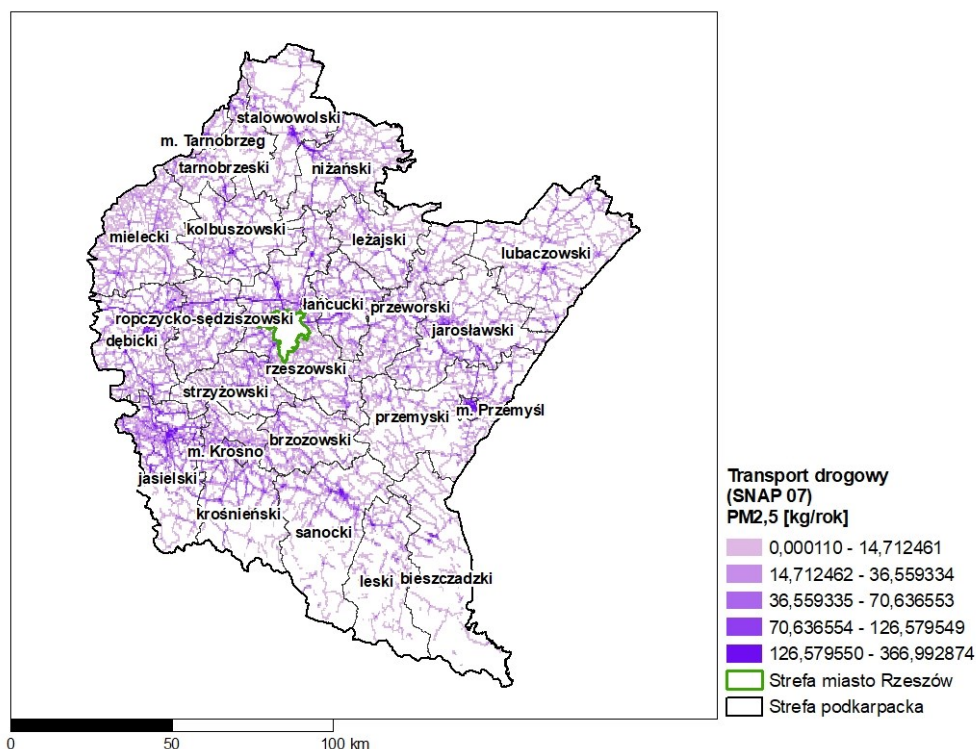 stalowowolski
m. Tarnobrzeg
tarnobrzeski
niżański
kolbuszowski
mielecki
leżajski
lubaczowski
łańcucki
przeworski
ropczycko-sędziszowski
jarosławski
dębicki
rzeszowski
strzyżowski
przemyski
m. Przemyśl
brzozowski
m. Krosno
jasielski
krośnieński
sanocki
leski
bieszczadzki
Transport drogowy
(SNAP 07)
PM2,5 [kg/rok]
0,000110 - 14,712461
14,712462 - 36,559334
36,559335 - 70,636553
70,636554 - 126,579549
126,579550 - 366,992874
Strefa miasto Rzeszów
Strefa podkarpacka
0 50 100 km